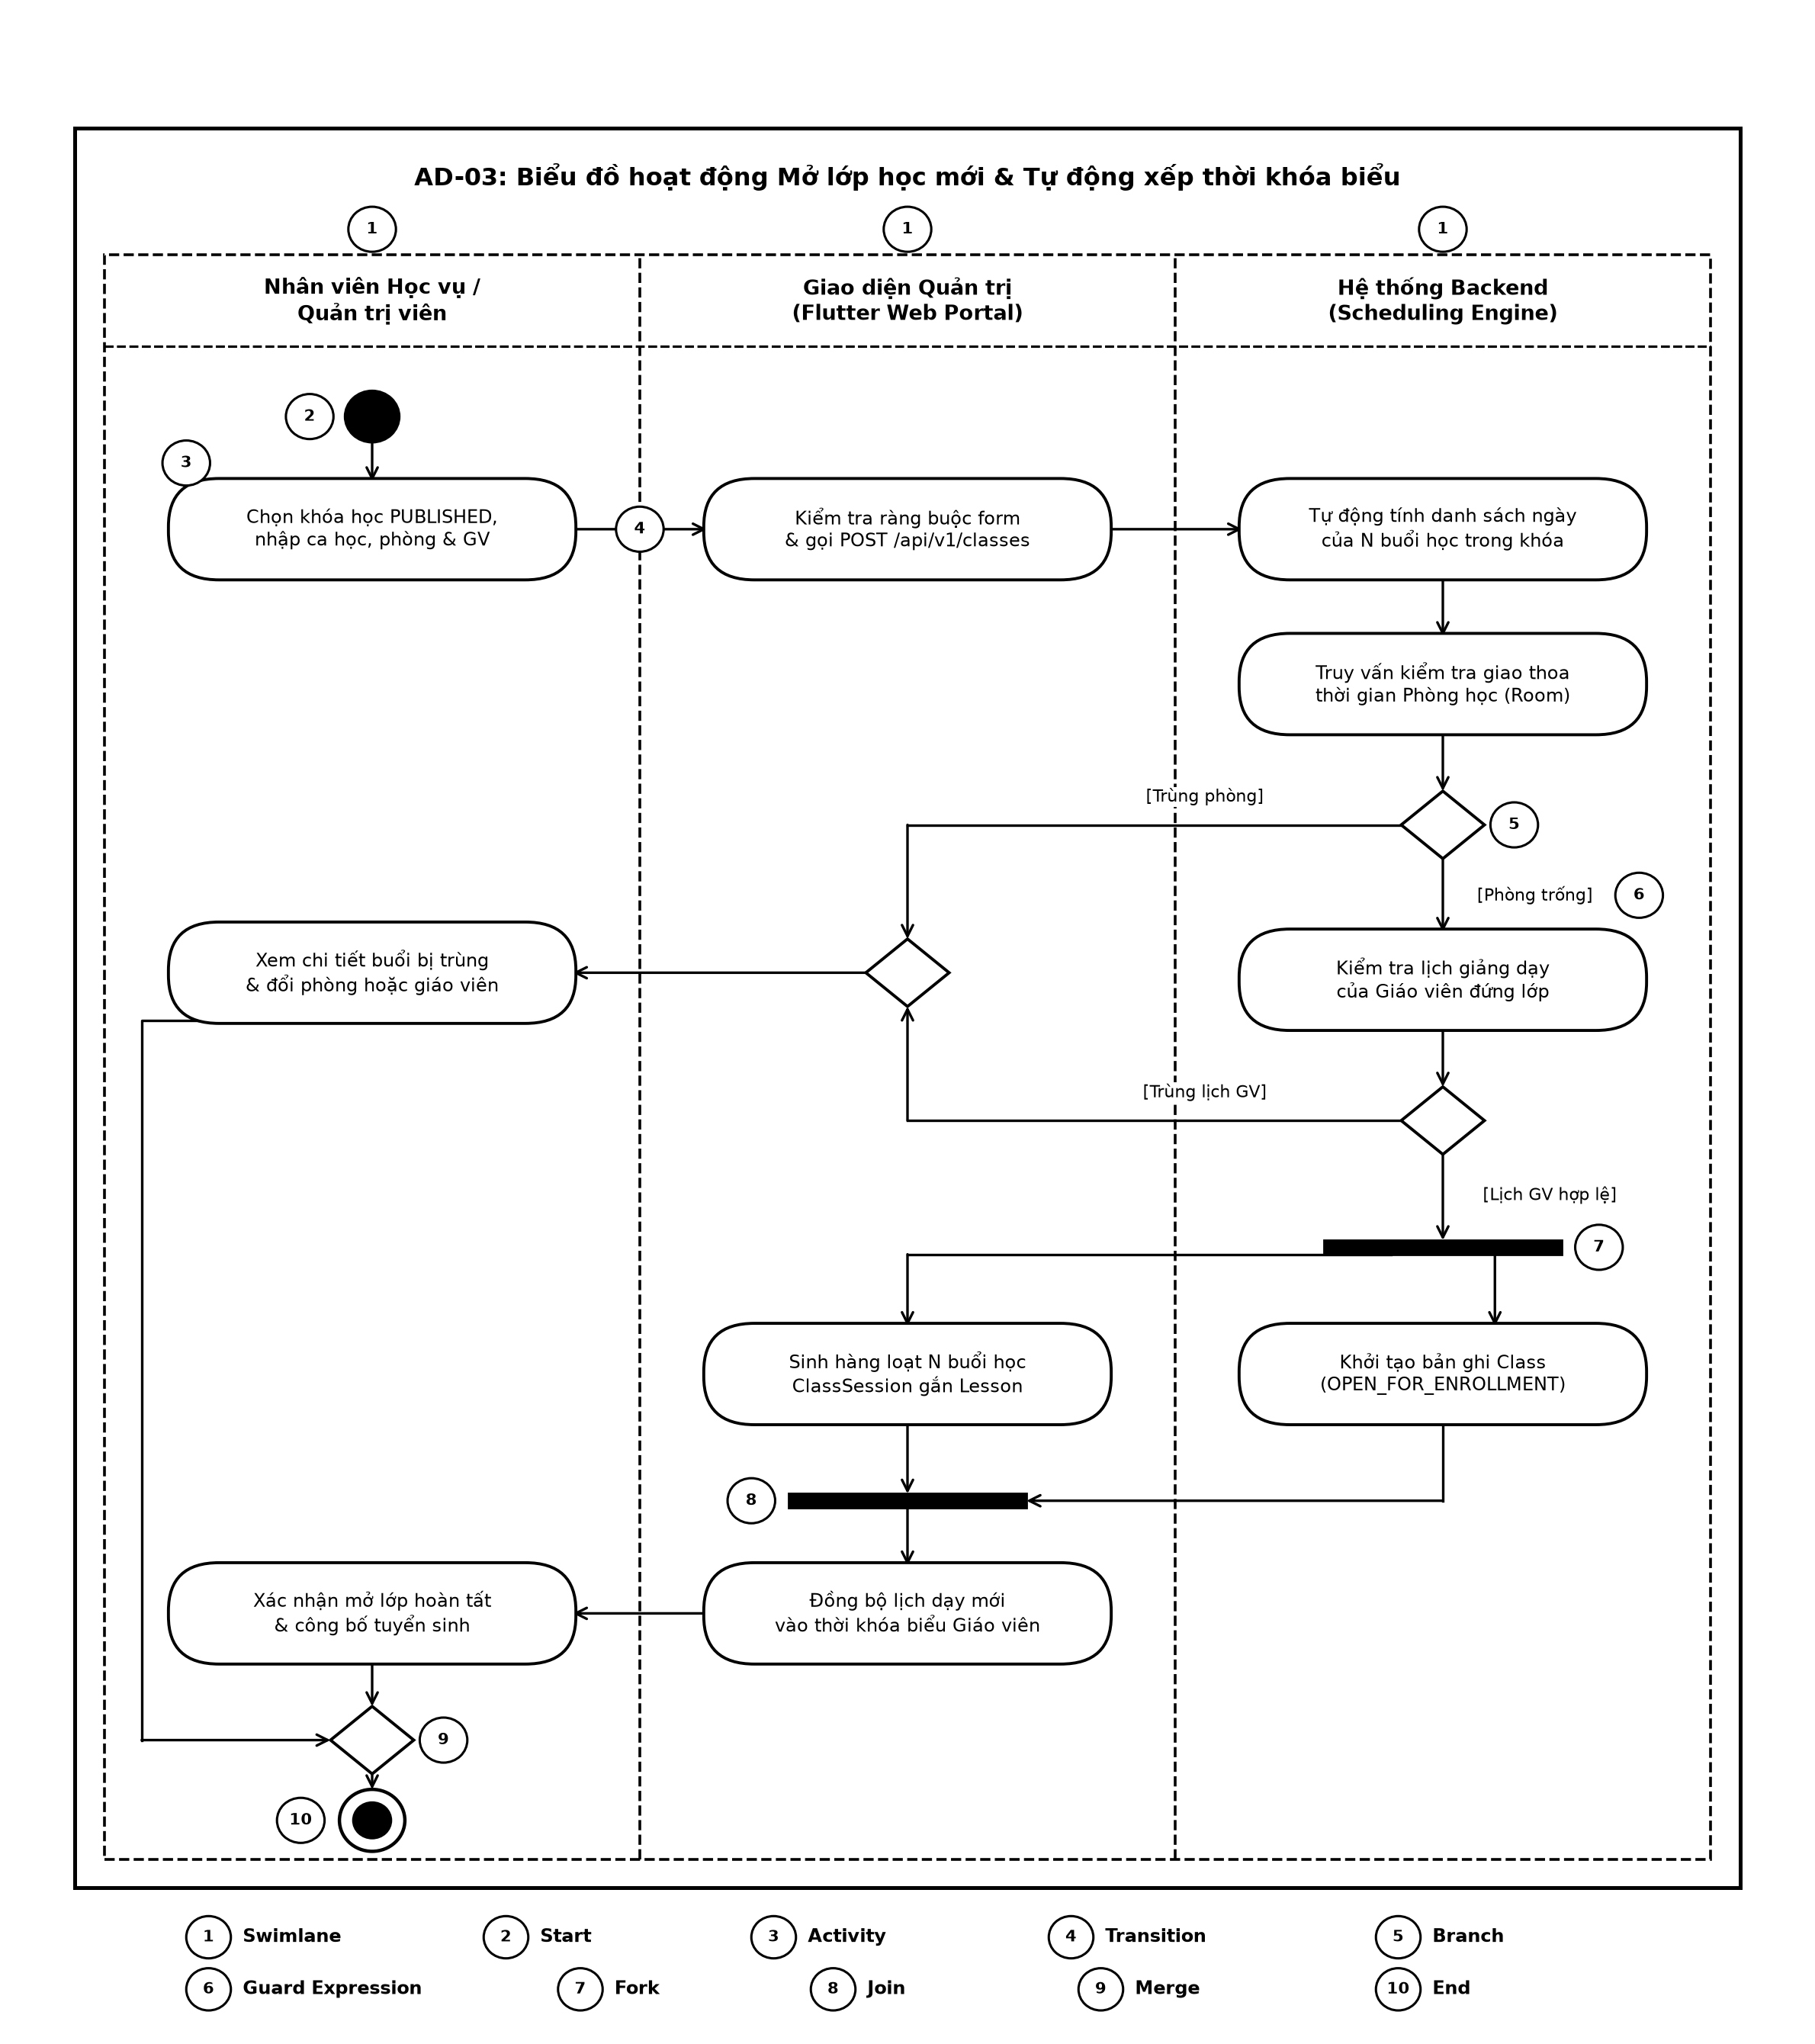 AD-03: Biểu đồ hoạt động Mở lớp học mới & Tự động xếp thời khóa biểu
1
1
1
Nhân viên Học vụ /
Quản trị viên
Giao diện Quản trị
(Flutter Web Portal)
Hệ thống Backend
(Scheduling Engine)
2
3
Chọn khóa học PUBLISHED,
nhập ca học, phòng & GV
4
Kiểm tra ràng buộc form
& gọi POST /api/v1/classes
Tự động tính danh sách ngày
của N buổi học trong khóa
Truy vấn kiểm tra giao thoa
thời gian Phòng học (Room)
[Trùng phòng]
5
[Phòng trống]
6
Xem chi tiết buổi bị trùng
& đổi phòng hoặc giáo viên
Kiểm tra lịch giảng dạy
của Giáo viên đứng lớp
[Trùng lịch GV]
[Lịch GV hợp lệ]
7
Sinh hàng loạt N buổi học
ClassSession gắn Lesson
Khởi tạo bản ghi Class
(OPEN_FOR_ENROLLMENT)
8
Xác nhận mở lớp hoàn tất
& công bố tuyển sinh
Đồng bộ lịch dạy mới
vào thời khóa biểu Giáo viên
9
10
1 Swimlane
2 Start
3 Activity
4 Transition
5 Branch
6 Guard Expression
7 Fork
8 Join
9 Merge
10 End